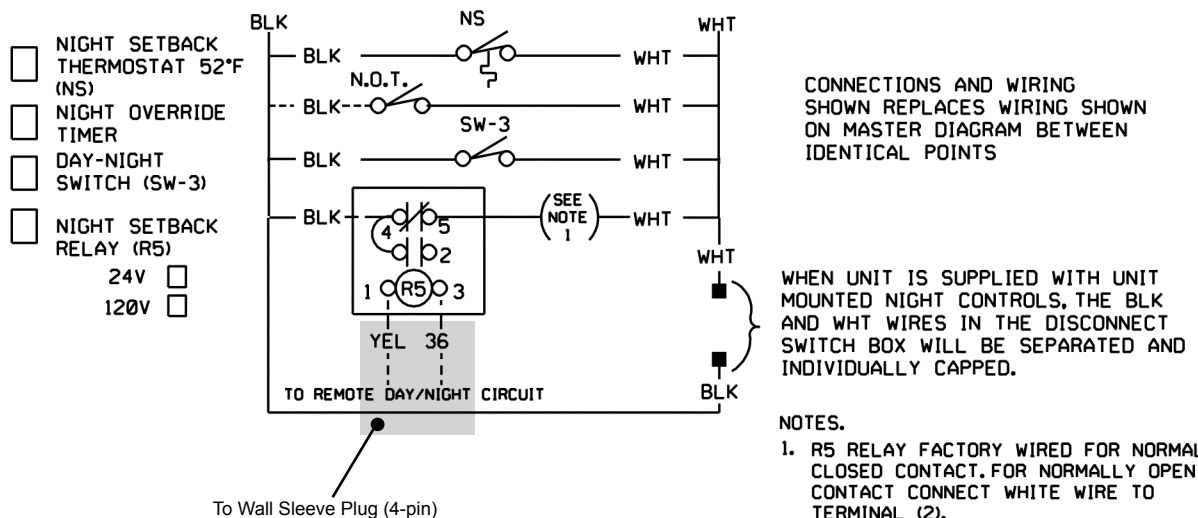 NIGHT SETBACK
THERMOSTAT 52°F
(NS)
NIGHT OVERRIDE
TIMER
DAY-NIGHT
SWITCH (SW-3)
NIGHT SETBACK
RELAY (R5)
24V
120V
BLK
NS
WHT
BLK
WHT
N.O.T.
BLK
WHT
SW-3
BLK
WHT
BLK
4
5
2
1
R5
3
(SEE
NOTE
1)
WHT
WHT
YEL 36
TO REMOTE DAY/NIGHT CIRCUIT
BLK
To Wall Sleeve Plug (4-pin)
CONNECTIONS AND WIRING
SHOWN REPLACES WIRING SHOWN
ON MASTER DIAGRAM BETWEEN
IDENTICAL POINTS
WHEN UNIT IS SUPPLIED WITH UNIT
MOUNTED NIGHT CONTROLS, THE BLK
AND WHT WIRES IN THE DISCONNECT
SWITCH BOX WILL BE SEPARATED AND
INDIVIDUALLY CAPPED.
NOTES.
1. R5 RELAY FACTORY WIRED FOR NORMAL
CLOSED CONTACT. FOR NORMALLY OPEN
CONTACT CONNECT WHITE WIRE TO
TERMINAL (2).